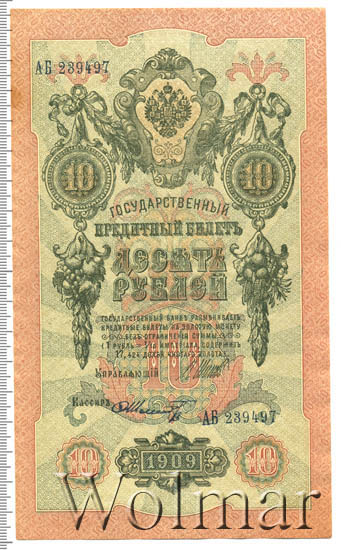 АБ 239497
10 10
ГОСУДАРСТВЕННЫЙ
КРЕДИТНЫЙ БИЛЕТЪ
ДЕСЯТЬ
РУБЛЕЙ
ГОСУДАРСТВЕННЫЙ БАНКЪ РАЗМѢНИВАЕТЪ
КРЕДИТНЫЕ БИЛЕТЫ НА ЗОЛОТУЮ МОНЕТУ
БЕЗЪ ОГРАНИЧЕНІЯ СУММЫ.
(1 РУБЛЬ = 1/15 ИМПЕРІАЛА, СОДЕРЖИТЪ
17,424 ДОЛЕЙ ЧИСТАГО ЗОЛОТА).
УПРАВЛЯЮЩІЙ
10
Кассиръ
АБ 239497
10 1909 10
Wolmar